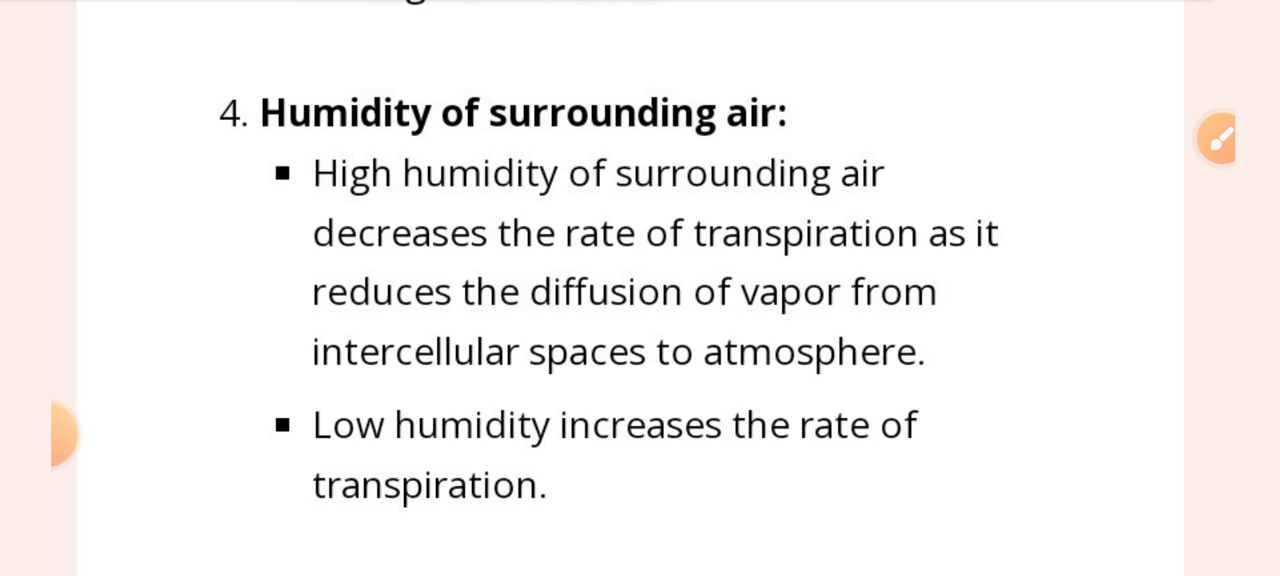 4. Humidity of surrounding air:
▪ High humidity of surrounding air
decreases the rate of transpiration as it
reduces the diffusion of vapor from
intercellular spaces to atmosphere.
▪ Low humidity increases the rate of
transpiration.